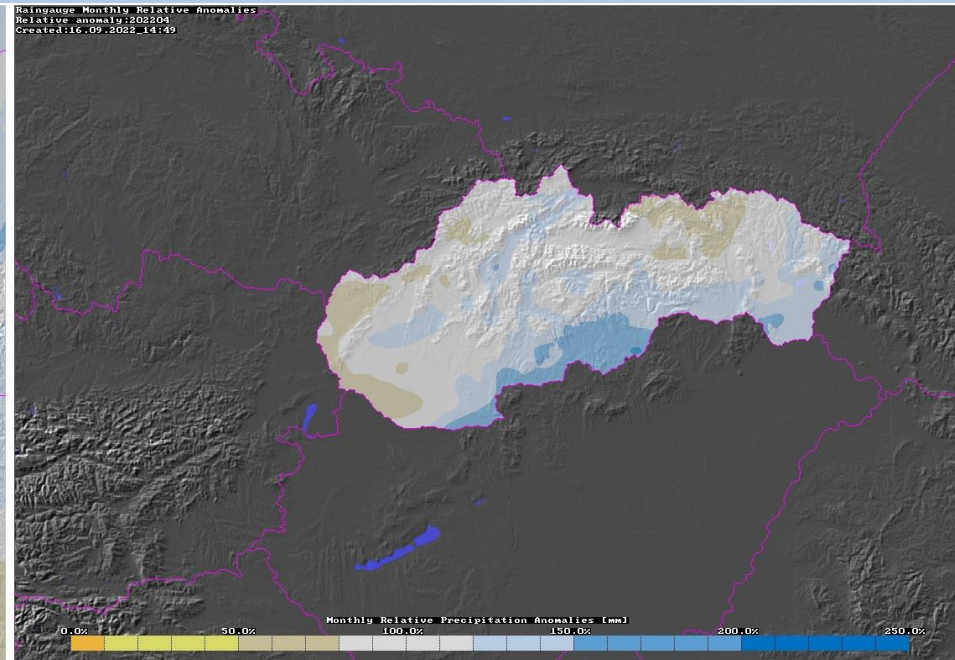 Raingauge Monthly Relative Anomalies
Relative anomaly:202204
Created:16.09.2022_14:49
Monthly Relative Precipitation Anomalies [mm]
0.0% 50.0% 100.0% 150.0% 200.0% 250.0%